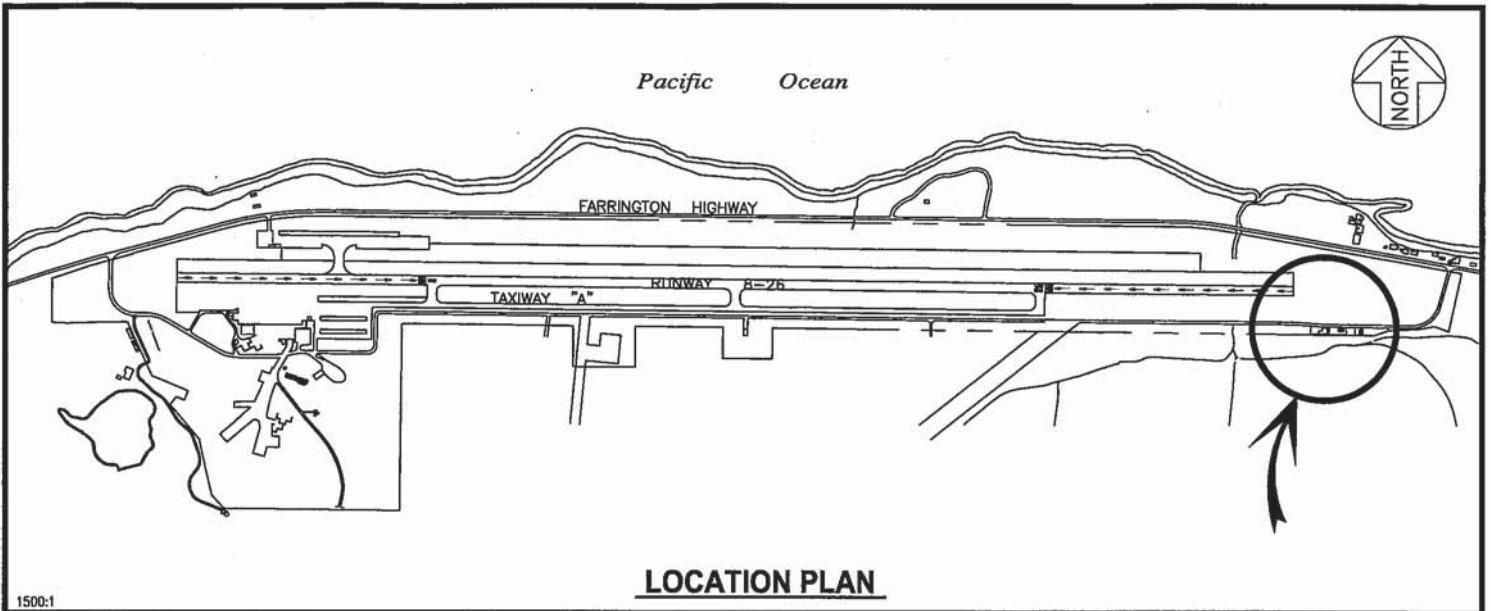 Pacific Ocean
NORTH
FARRINGTON HIGHWAY
RUNWAY 8-26
TAXIWAY "A"
LOCATION PLAN
1500:1